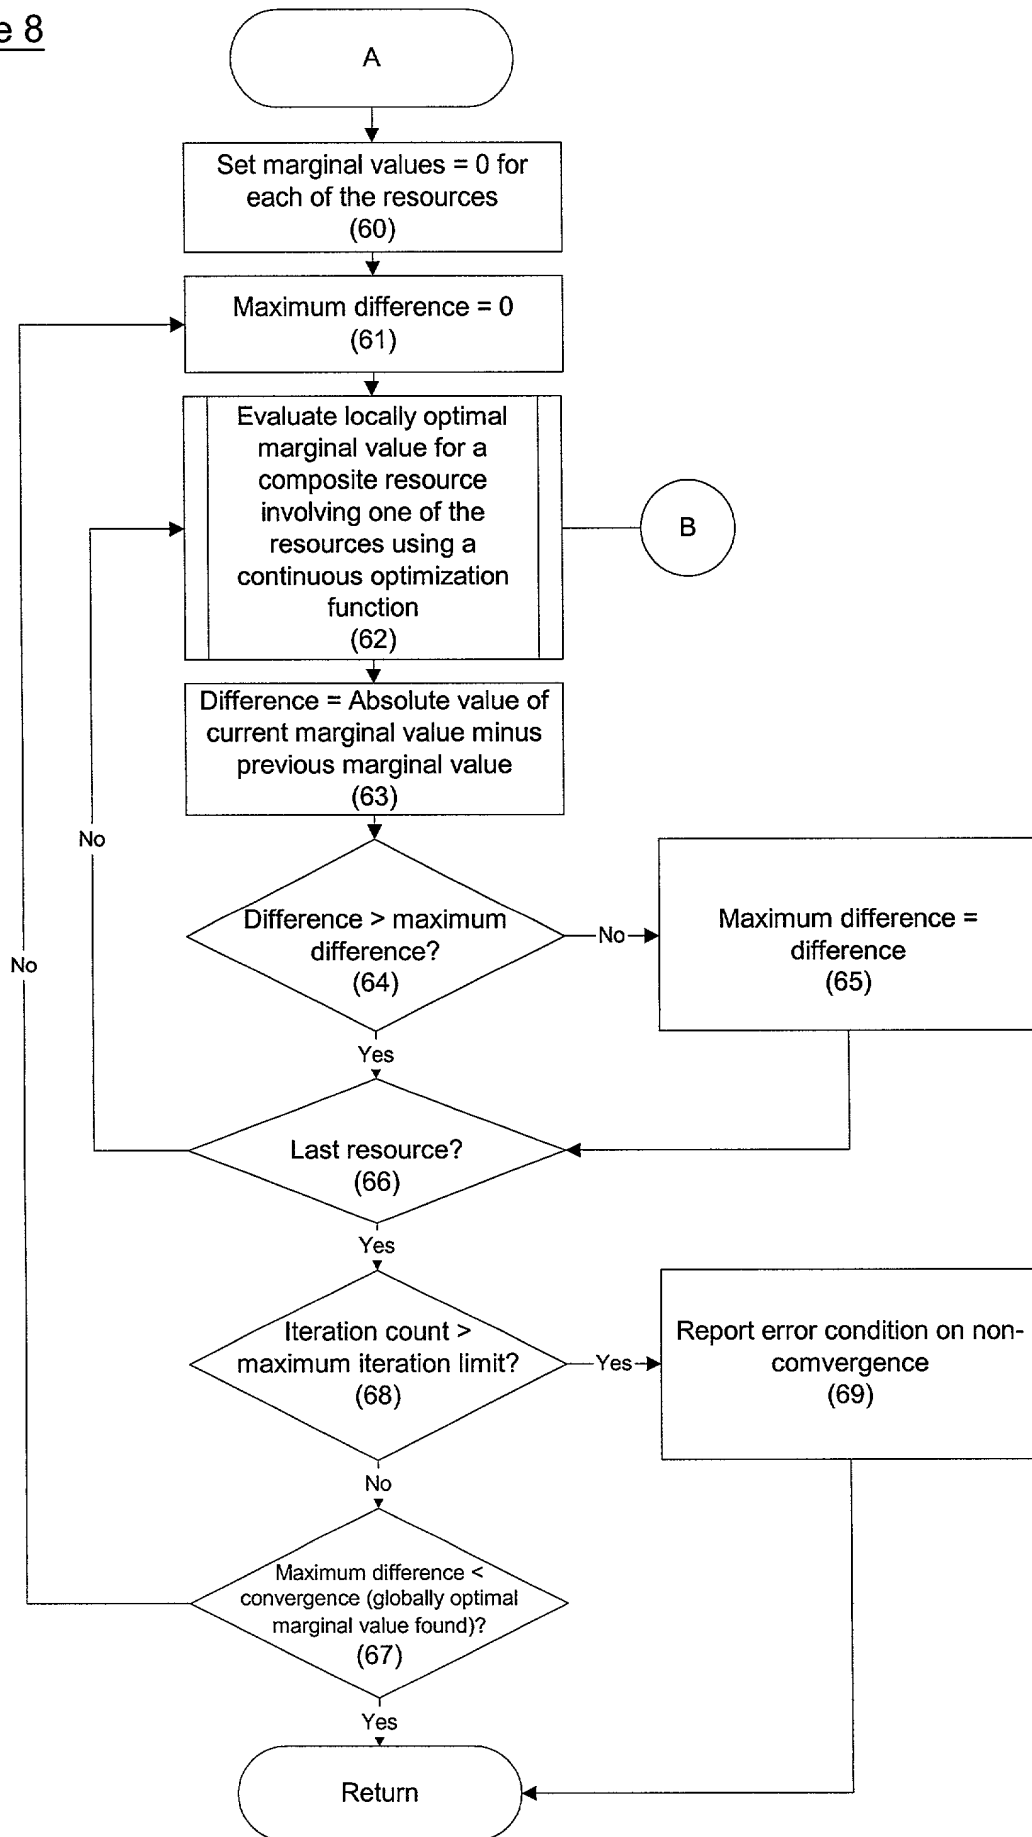 e 8
A
Set marginal values = 0 for
each of the resources
(60)
Maximum difference = 0
(61)
Evaluate locally optimal
marginal value for a
composite resource
involving one of the
resources using a
continuous optimization
function
(62)
B
Difference = Absolute value of
current marginal value minus
previous marginal value
(63)
No
Difference > maximum
difference?
(64)
No
Maximum difference =
difference
(65)
No
Yes
Last resource?
(66)
Yes
Iteration count >
maximum iteration limit?
(68)
Yes
Report error condition on non-
comvergence
(69)
No
Maximum difference <
convergence (globally optimal
marginal value found)?
(67)
Yes
Return